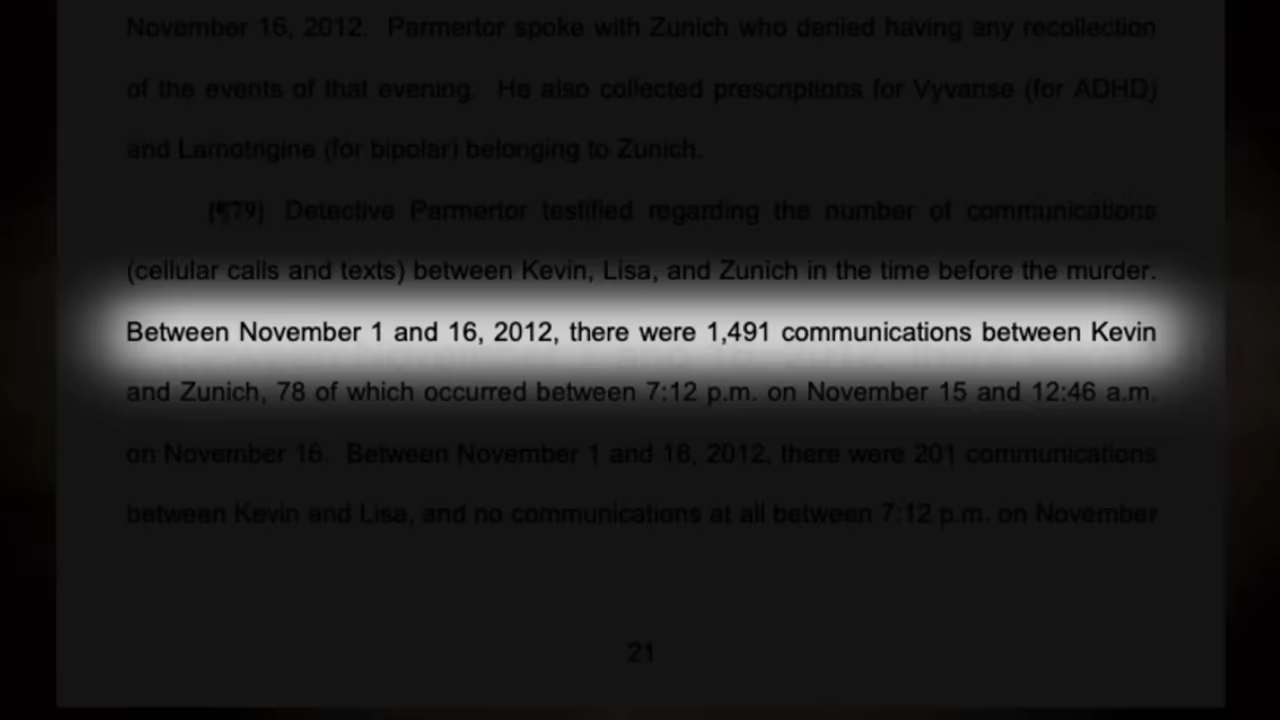 November 16, 2012. Parmertor spoke with Zunich who denied having any recollection
of the events of that evening. He also collected prescriptions for Vyvanse (for ADHD)
and Lamotrigine (for bipolar) belonging to Zunich.
{¶79} Detective Parmertor testified regarding the number of communications
(cellular calls and texts) between Kevin, Lisa, and Zunich in the time before the murder.
Between November 1 and 16, 2012, there were 1,491 communications between Kevin
and Zunich, 78 of which occurred between 7:12 p.m. on November 15 and 12:46 a.m.
on November 16. Between November 1 and 16, 2012, there were 201 communications
between Kevin and Lisa, and no communications at all between 7:12 p.m. on November
21